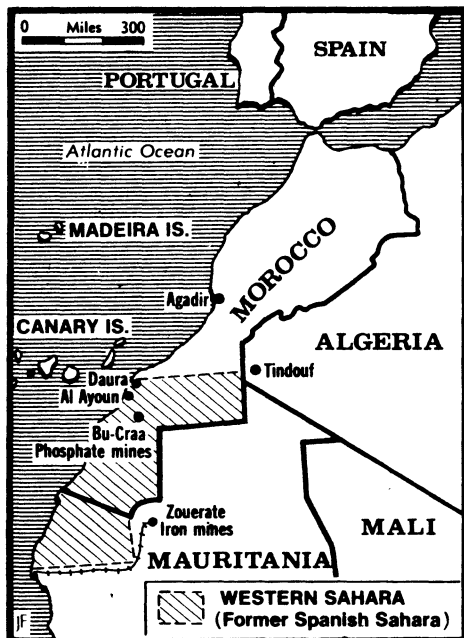 0 Miles 300
SPAIN
PORTUGAL
Atlantic Ocean
MADEIRA IS.
MOROCCO
Agadir
CANARY IS.
ALGERIA
Tindouf
Daura
Al Ayoun
Bu-Craa
Phosphate mines
Zouerate
Iron mines
MALI
MAURITANIA
WESTERN SAHARA
(Former Spanish Sahara)
JF